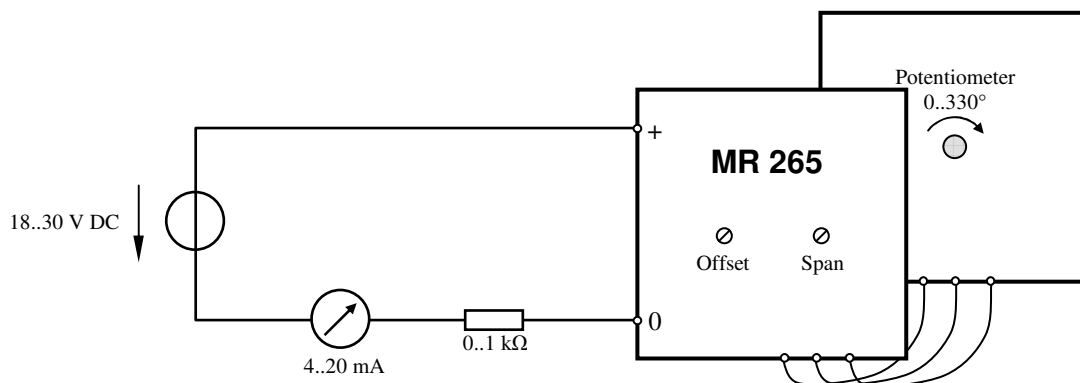 Potentiometer
0..330°
+
MR 265
18..30 V DC
Offset
Span
0
0..1 kΩ
4..20 mA